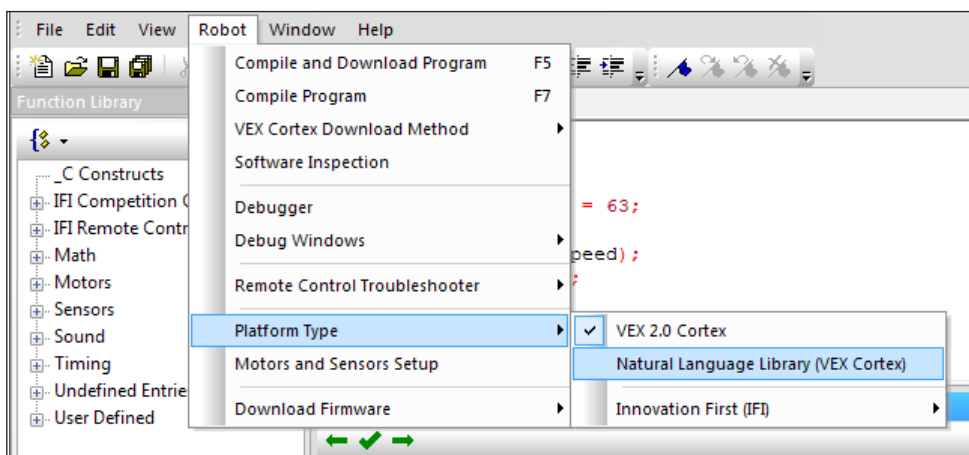 File Edit View Robot Window Help
Function Library
_C Constructs
IFI Competition
IFI Remote Contr
Math
Motors
Sensors
Sound
Timing
Undefined Entrie
User Defined
Compile and Download Program F5
Compile Program F7
VEX Cortex Download Method
Software Inspection
Debugger
Debug Windows
Remote Control Troubleshooter
Platform Type
Motors and Sensors Setup
Download Firmware
= 63;
peed);
;
VEX 2.0 Cortex
Natural Language Library (VEX Cortex)
Innovation First (IFI)